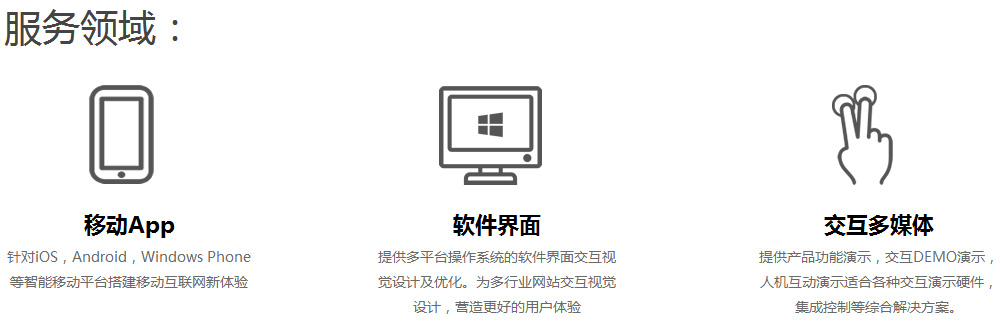 服务领域：
移动App
针对iOS，Android，Windows Phone
等智能移动平台搭建移动互联网新体验
软件界面
提供多平台操作系统的软件界面交互视
觉设计及优化。为多行业网站交互视觉
设计，营造更好的用户体验
交互多媒体
提供产品功能演示，交互DEMO演示，
人机互动演示适合各种交互演示硬件，
集成控制等综合解决方案。